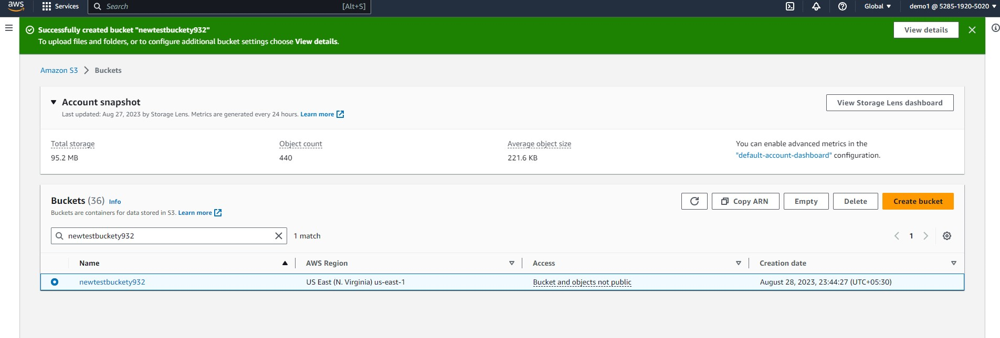 aws
Services
Search
[Alt+S]
Global
demo1 @ 5285-1920-5020
Successfully created bucket "newtestbuckety932"
To upload files and folders, or to configure additional bucket settings choose View details.
View details
Amazon S3
Buckets
Account snapshot
Last updated: Aug 27, 2023 by Storage Lens. Metrics are generated every 24 hours. Learn more
View Storage Lens dashboard
Total storage
95.2 MB
Object count
440
Average object size
221.6 KB
You can enable advanced metrics in the
"default-account-dashboard" configuration.
Buckets (36) Info
Buckets are containers for data stored in S3. Learn more
Copy ARN
Empty
Delete
Create bucket
newtestbuckety932
1 match
1
Name
AWS Region
Access
Creation date
newtestbuckety932
US East (N. Virginia) us-east-1
Bucket and objects not public
August 28, 2023, 23:44:27 (UTC+05:30)